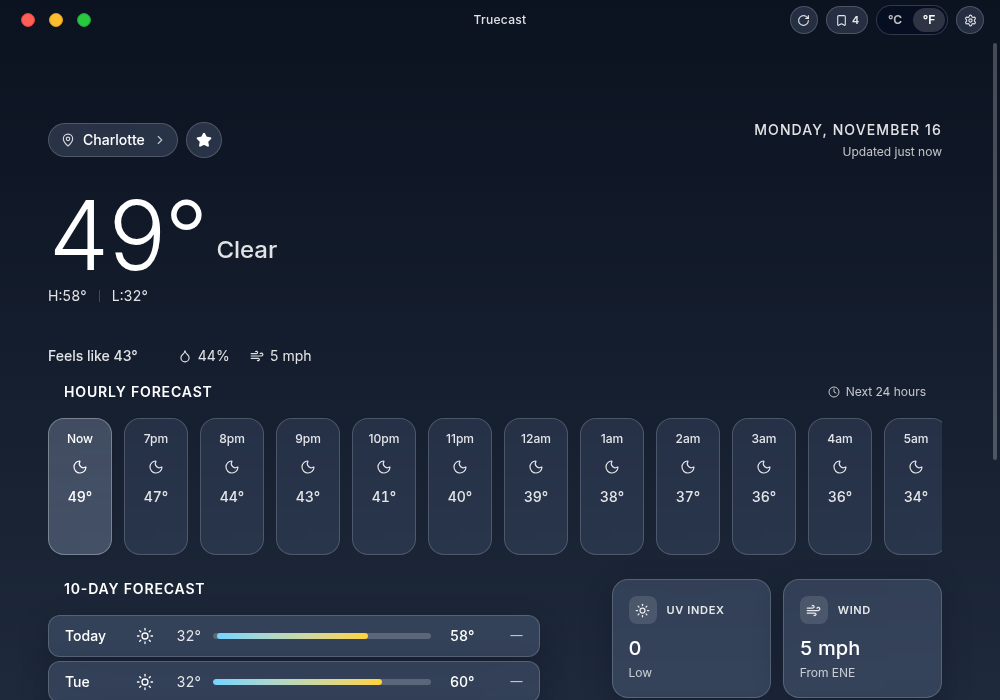 Truecast
4
°C
°F
Charlotte
MONDAY, NOVEMBER 16
Updated just now
49°
Clear
H:58°
L:32°
Feels like 43°
44%
5 mph
HOURLY FORECAST
Next 24 hours
Now
7pm
8pm
9pm
10pm
11pm
12am
1am
2am
3am
4am
5am
49°
47°
44°
43°
41°
40°
39°
38°
37°
36°
36°
34°
10-DAY FORECAST
Today
32°
58°
—
Tue
32°
60°
—
UV INDEX
0
Low
WIND
5 mph
From ENE